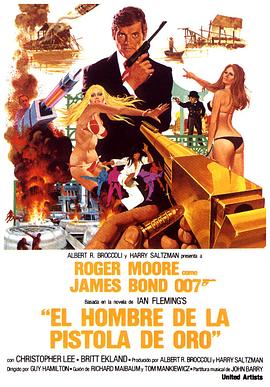 ALBERT R. BROCCOLI y HARRY SALTZMAN presenta a
ROGER MOORE como
JAMES BOND 007
Basada en la novela de IAN FLEMING'S
"EL HOMBRE DE LA
PISTOLA DE ORO"
con CHRISTOPHER LEE · BRITT EKLAND · Producido por ALBERT R. BROCCOLI y HARRY SALTZMAN
Dirigido por GUY HAMILTON · Guión de RICHARD MAIBAUM y TOM MANKIEWICZ · Partitura musical de JOHN BARRY
United Artists